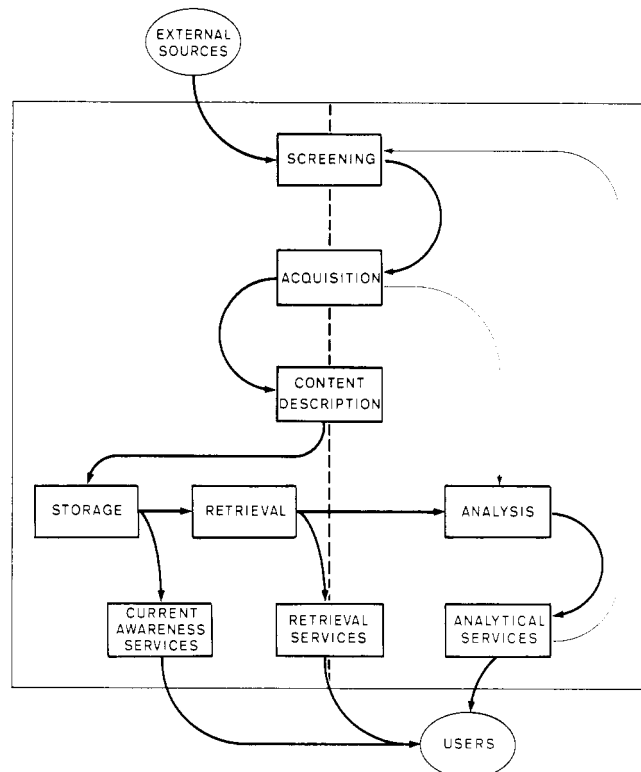 EXTERNAL
SOURCES
SCREENING
ACQUISITION
CONTENT
DESCRIPTION
STORAGE
RETRIEVAL
ANALYSIS
CURRENT
AWARENESS
SERVICES
RETRIEVAL
SERVICES
ANALYTICAL
SERVICES
USERS